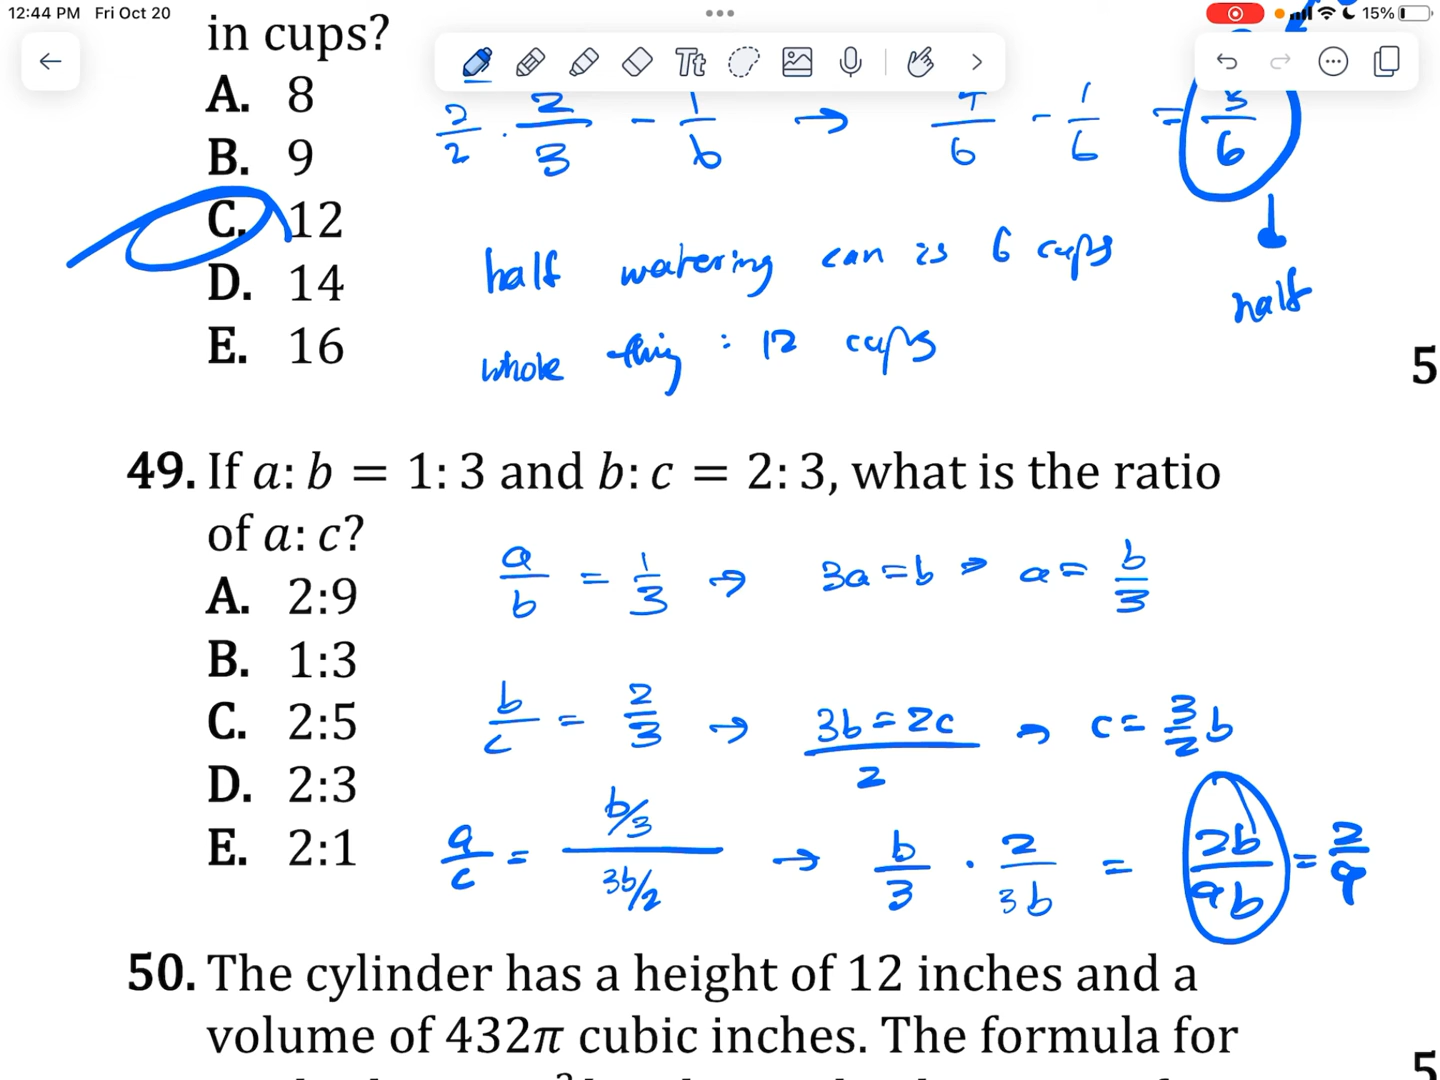 12:44 PM Fri Oct 20
15%
in cups?
Tt
A. 8
2/2 · 2/3 - 1/6 → 4/6 - 1/6 = 3/6
B. 9
C. 12
half watering can is 6 cups
D. 14
half
E. 16
whole thing : 12 cups
5
49. If a: b = 1: 3 and b: c = 2: 3, what is the ratio
of a: c?
a/b = 1/3 → 3a = b → a = b/3
A. 2:9
B. 1:3
C. 2:5
b/c = 2/3 → 3b = 2c / 2 → c = 3/2 b
D. 2:3
E. 2:1
a/c = b/3 / 3b/2 → b/3 · 2/3b = 2b/9b = 2/9
50. The cylinder has a height of 12 inches and a
volume of 432π cubic inches. The formula for
5